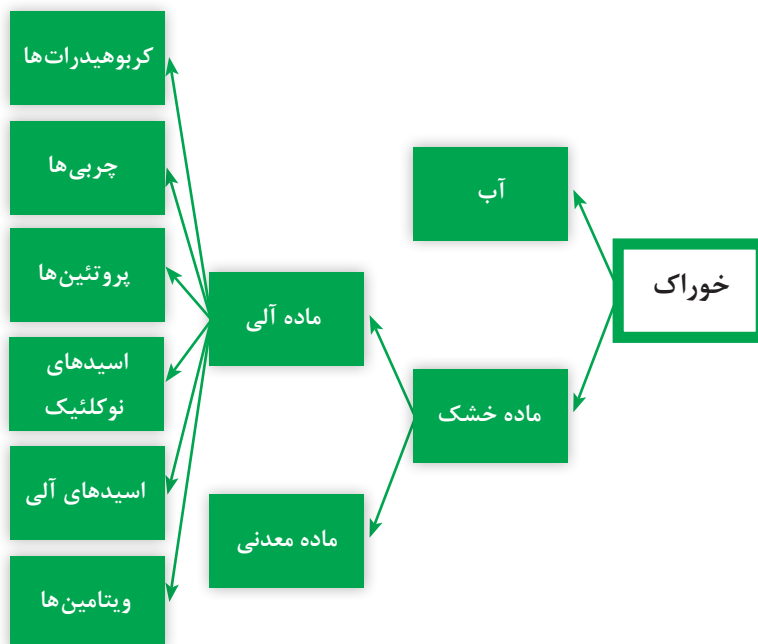 خوراک
آب
ماده خشک
ماده آلی
ماده معدنی
کربوهیدرات‌ها
چربی‌ها
پروتئین‌ها
اسیدهای
نوکلئیک
اسیدهای آلی
ویتامین‌ها